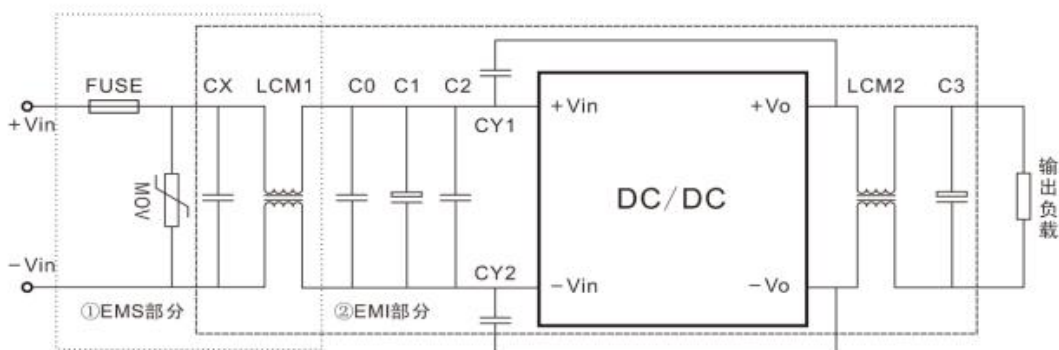 FUSE
CX
LCM1
C0
C1
C2
CY1
+Vin
+Vin
+Vo
LCM2
C3
MOV
DC/DC
输出负载
-Vin
CY2
-Vin
-Vo
①EMS部分
②EMI部分